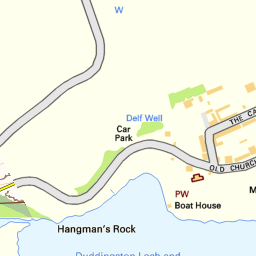 W
Delf Well
Car
Park
THE CA
OLD CHURCH
PW
M
Boat House
Hangman's Rock
Duddingston Loch and